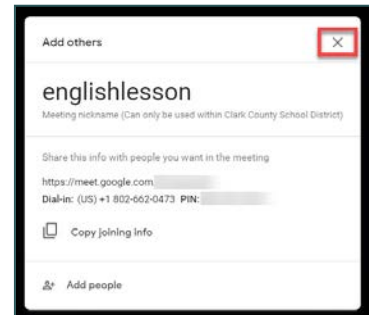 Add others
englishlesson
Meeting nickname (Can only be used within Clark County School District)
Share this info with people you want in the meeting
https://meet.google.com
Dial-in: (US) +1 802-662-0473 PIN:
Copy joining info
Add people